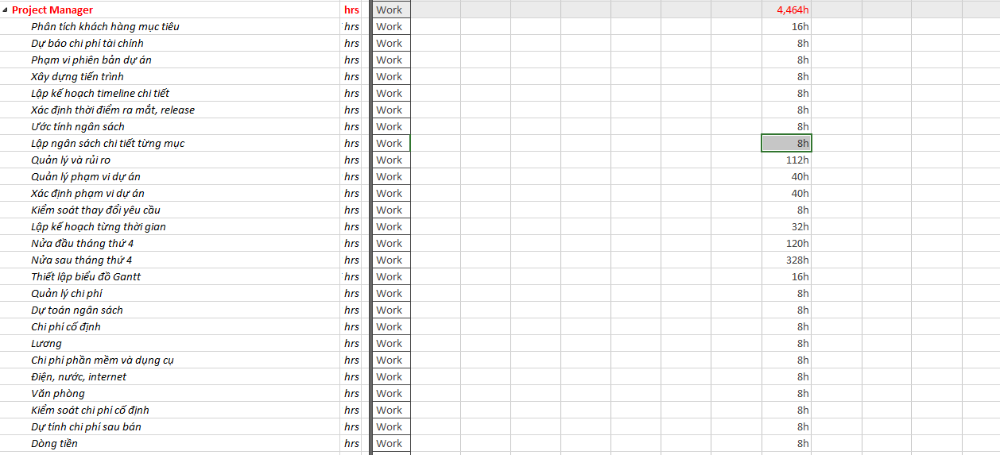 Project Manager hrs Work 4,464h
Phân tích khách hàng mục tiêu hrs Work 16h
Dự báo chi phí tài chính hrs Work 8h
Phạm vi phiên bản dự án hrs Work 8h
Xây dựng tiến trình hrs Work 8h
Lập kế hoạch timeline chi tiết hrs Work 8h
Xác định thời điểm ra mắt, release hrs Work 8h
Ước tính ngân sách hrs Work 8h
Lập ngân sách chi tiết từng mục hrs Work 8h
Quản lý và rủi ro hrs Work 112h
Quản lý phạm vi dự án hrs Work 40h
Xác định phạm vi dự án hrs Work 40h
Kiểm soát thay đổi yêu cầu hrs Work 8h
Lập kế hoạch từng thời gian hrs Work 32h
Nửa đầu tháng thứ 4 hrs Work 120h
Nửa sau tháng thứ 4 hrs Work 328h
Thiết lập biểu đồ Gantt hrs Work 16h
Quản lý chi phí hrs Work 8h
Dự toán ngân sách hrs Work 8h
Chi phí cố định hrs Work 8h
Lương hrs Work 8h
Chi phí phần mềm và dụng cụ hrs Work 8h
Điện, nước, internet hrs Work 8h
Văn phòng hrs Work 8h
Kiểm soát chi phí cố định hrs Work 8h
Dự tính chi phí sau bán hrs Work 8h
Dòng tiền hrs Work 8h